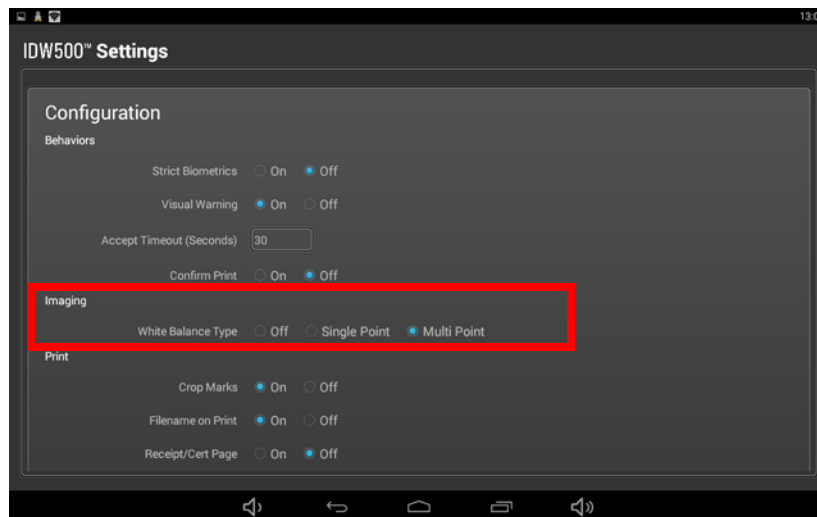 13:0
IDW500™ Settings
Configuration
Behaviors
Strict Biometrics On Off
Visual Warning On Off
Accept Timeout (Seconds) 30
Confirm Print On Off
Imaging
White Balance Type Off Single Point Multi Point
Print
Crop Marks On Off
Filename on Print On Off
Receipt/Cert Page On Off